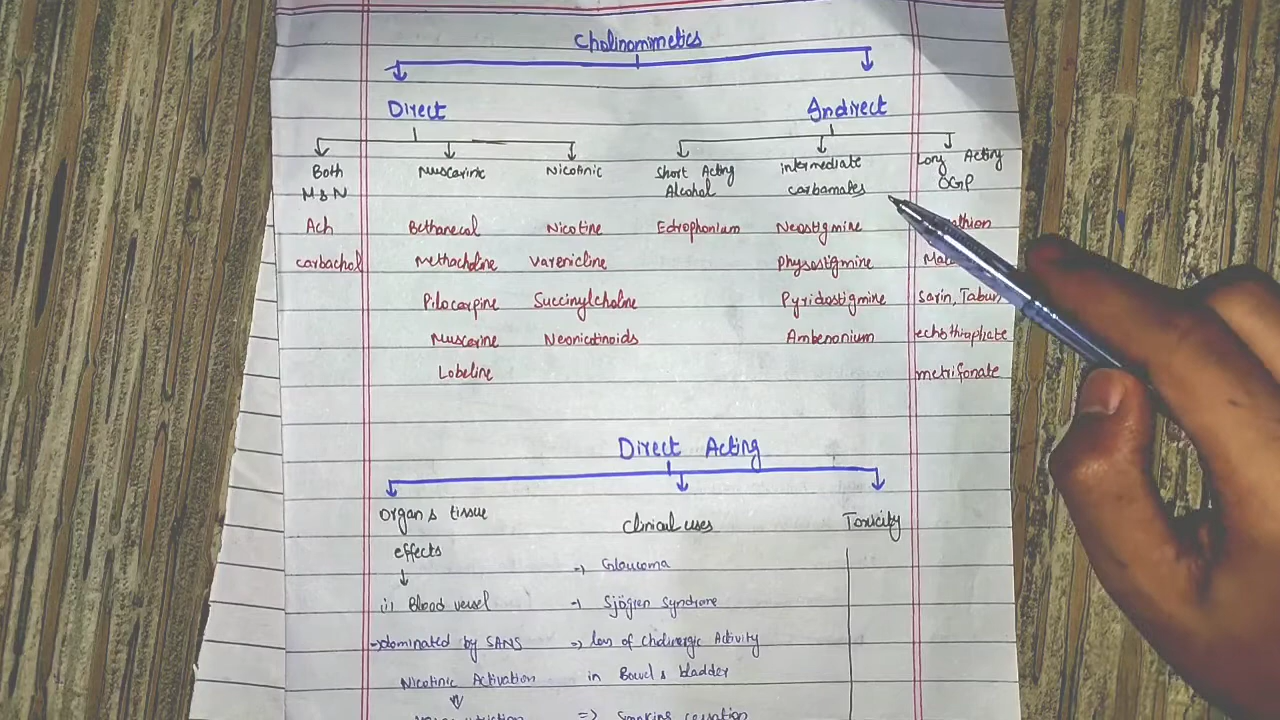 Cholinomimetics
Direct Indirect
Both Muscarinic Nicotinic Short Acting intermediate Long Acting
M & N Alcohol carbamates OGP
Ach Bethanecol Nicotine Edrophonium Neostigmine
carbachol Methacholine Varenicline Physostigmine
Pilocarpine Succinylcholine Pyridostigmine Sarin, Tabun
Muscarine Neonicotinoids Ambenonium echothiophate
Lobeline metrifonate
Direct Acting
Organ & tissue Clinical uses Toxicity
effects => Glaucoma
i) Blood vessel → Sjögren Syndrome
→dominated by SANS => loss of Cholinergic Activity
Nicotinic Activation in Bowel & bladder
=> Smoking cessation